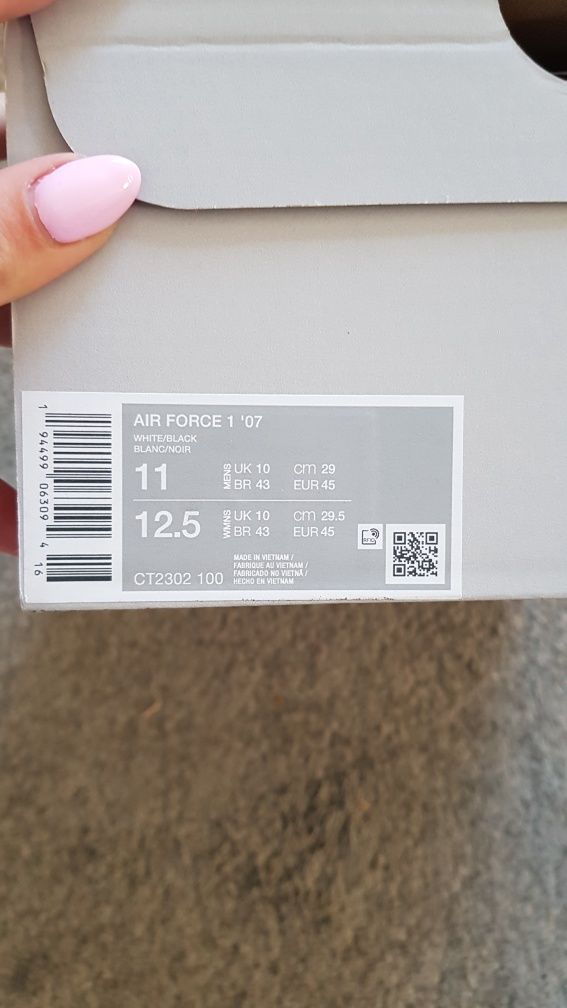 AIR FORCE 1 '07
WHITE/BLACK
BLANC/NOIR
11 MENS UK 10 cm 29
BR 43 EUR 45
12.5 WMNS UK 10 cm 29.5
BR 43 EUR 45
RFID
MADE IN VIETNAM /
FABRIQUE AU VIETNAM /
FABRICADO NO VIETNÃ /
HECHO EN VIETNAM
CT2302 100
1 94499 06309 4 16